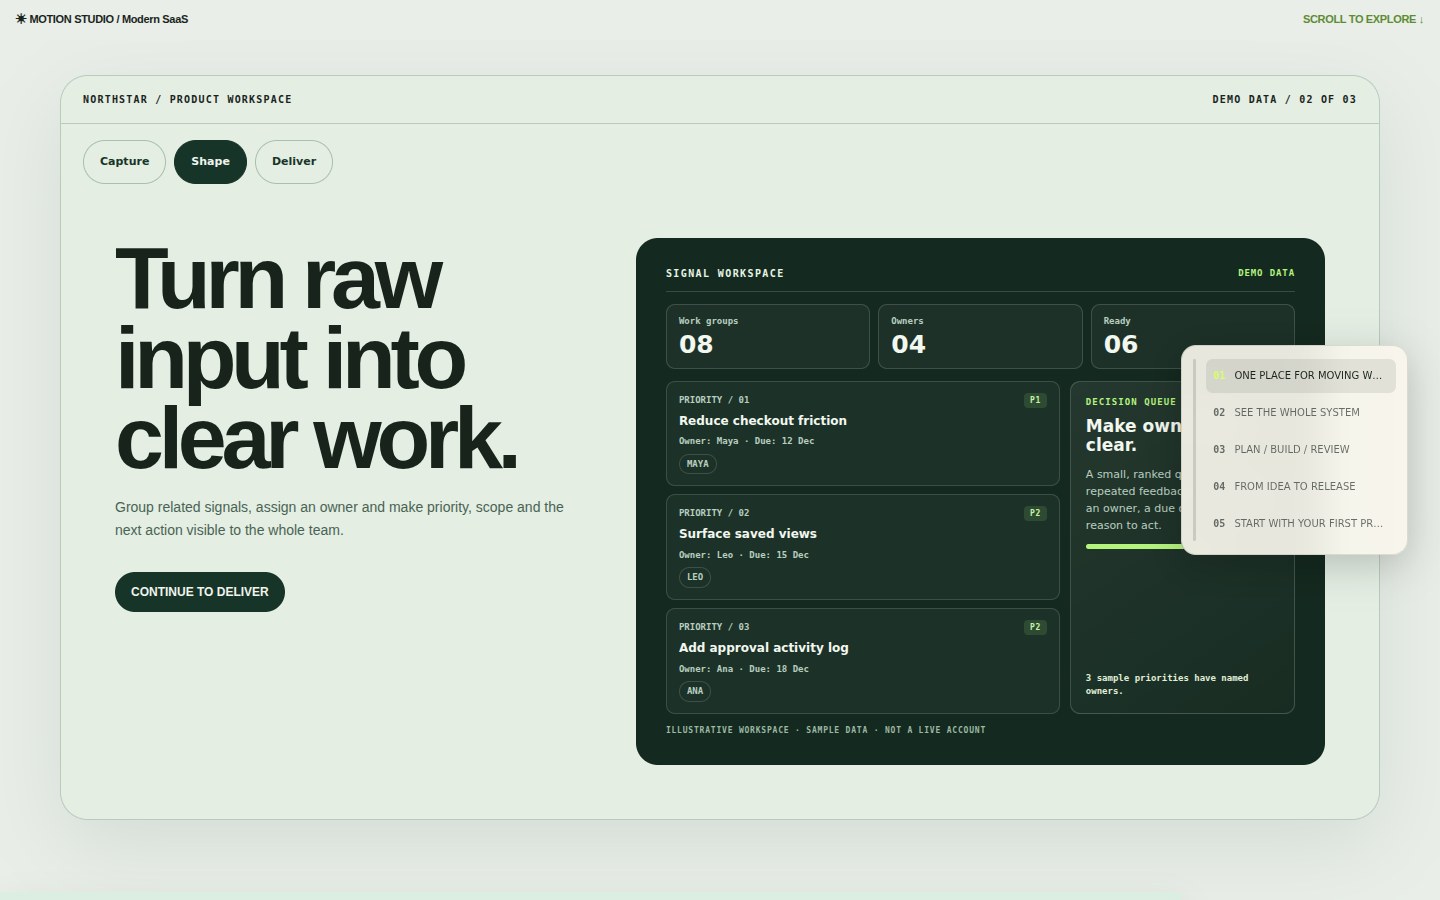 ☀ MOTION STUDIO / Modern SaaS
SCROLL TO EXPLORE ↓
NORTHSTAR / PRODUCT WORKSPACE
DEMO DATA / 02 OF 03
Capture
Shape
Deliver
Turn raw
input into
clear work.
Group related signals, assign an owner and make priority, scope and the
next action visible to the whole team.
CONTINUE TO DELIVER
SIGNAL WORKSPACE
DEMO DATA
Work groups
08
Owners
04
Ready
06
PRIORITY / 01
P1
Reduce checkout friction
Owner: Maya · Due: 12 Dec
MAYA
PRIORITY / 02
P2
Surface saved views
Owner: Leo · Due: 15 Dec
LEO
PRIORITY / 03
P2
Add approval activity log
Owner: Ana · Due: 18 Dec
ANA
DECISION QUEUE
Make own
clear.
A small, ranked
repeated
an owner, a due
reason to act.
3 sample priorities have named
owners.
ILLUSTRATIVE WORKSPACE · SAMPLE DATA · NOT A LIVE ACCOUNT
01 ONE PLACE FOR MOVING W...
02 SEE THE WHOLE SYSTEM
03 PLAN / BUILD / REVIEW
04 FROM IDEA TO RELEASE
05 START WITH YOUR FIRST PR...